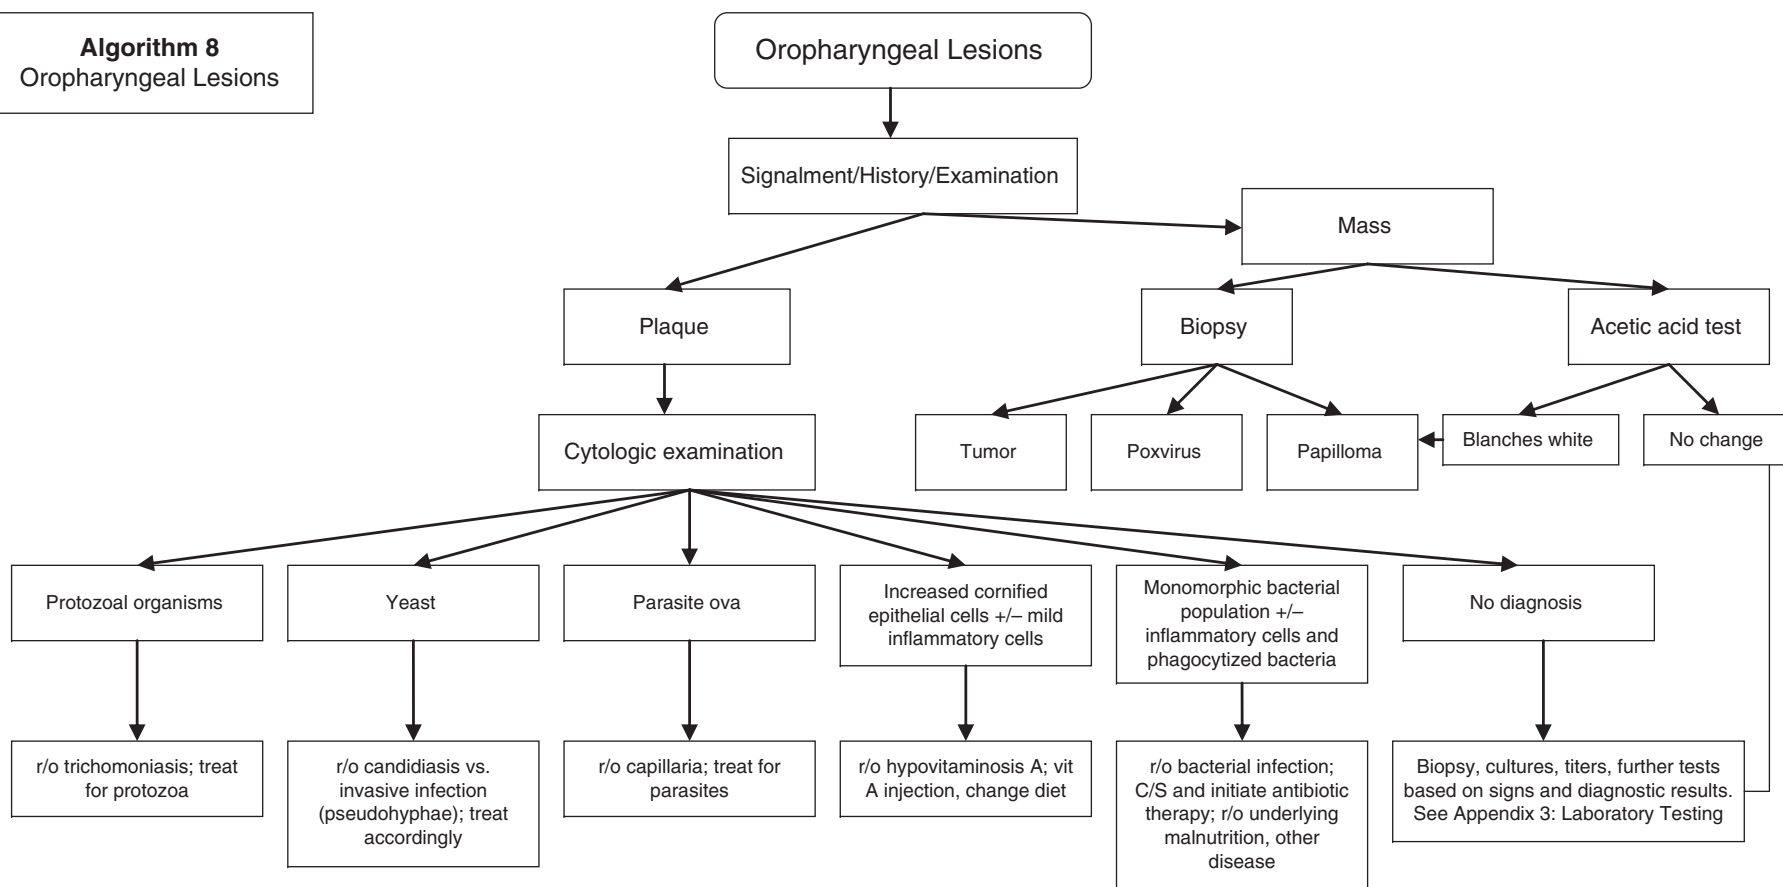 Algorithm 8
Oropharyngeal Lesions
Oropharyngeal Lesions
Signalment/History/Examination
Mass
Plaque
Biopsy
Acetic acid test
Cytologic examination
Tumor
Poxvirus
Papilloma
Blanches white
No change
Protozoal organisms
Yeast
Parasite ova
Increased cornified
epithelial cells +/– mild
inflammatory cells
Monomorphic bacterial
population +/–
inflammatory cells and
phagocytized bacteria
No diagnosis
r/o trichomoniasis; treat
for protozoa
r/o candidiasis vs.
invasive infection
(pseudohyphae); treat
accordingly
r/o capillaria; treat for
parasites
r/o hypovitaminosis A; vit
A injection, change diet
r/o bacterial infection;
C/S and initiate antibiotic
therapy; r/o underlying
malnutrition, other
disease
Biopsy, cultures, titers, further tests
based on signs and diagnostic results.
See Appendix 3: Laboratory Testing